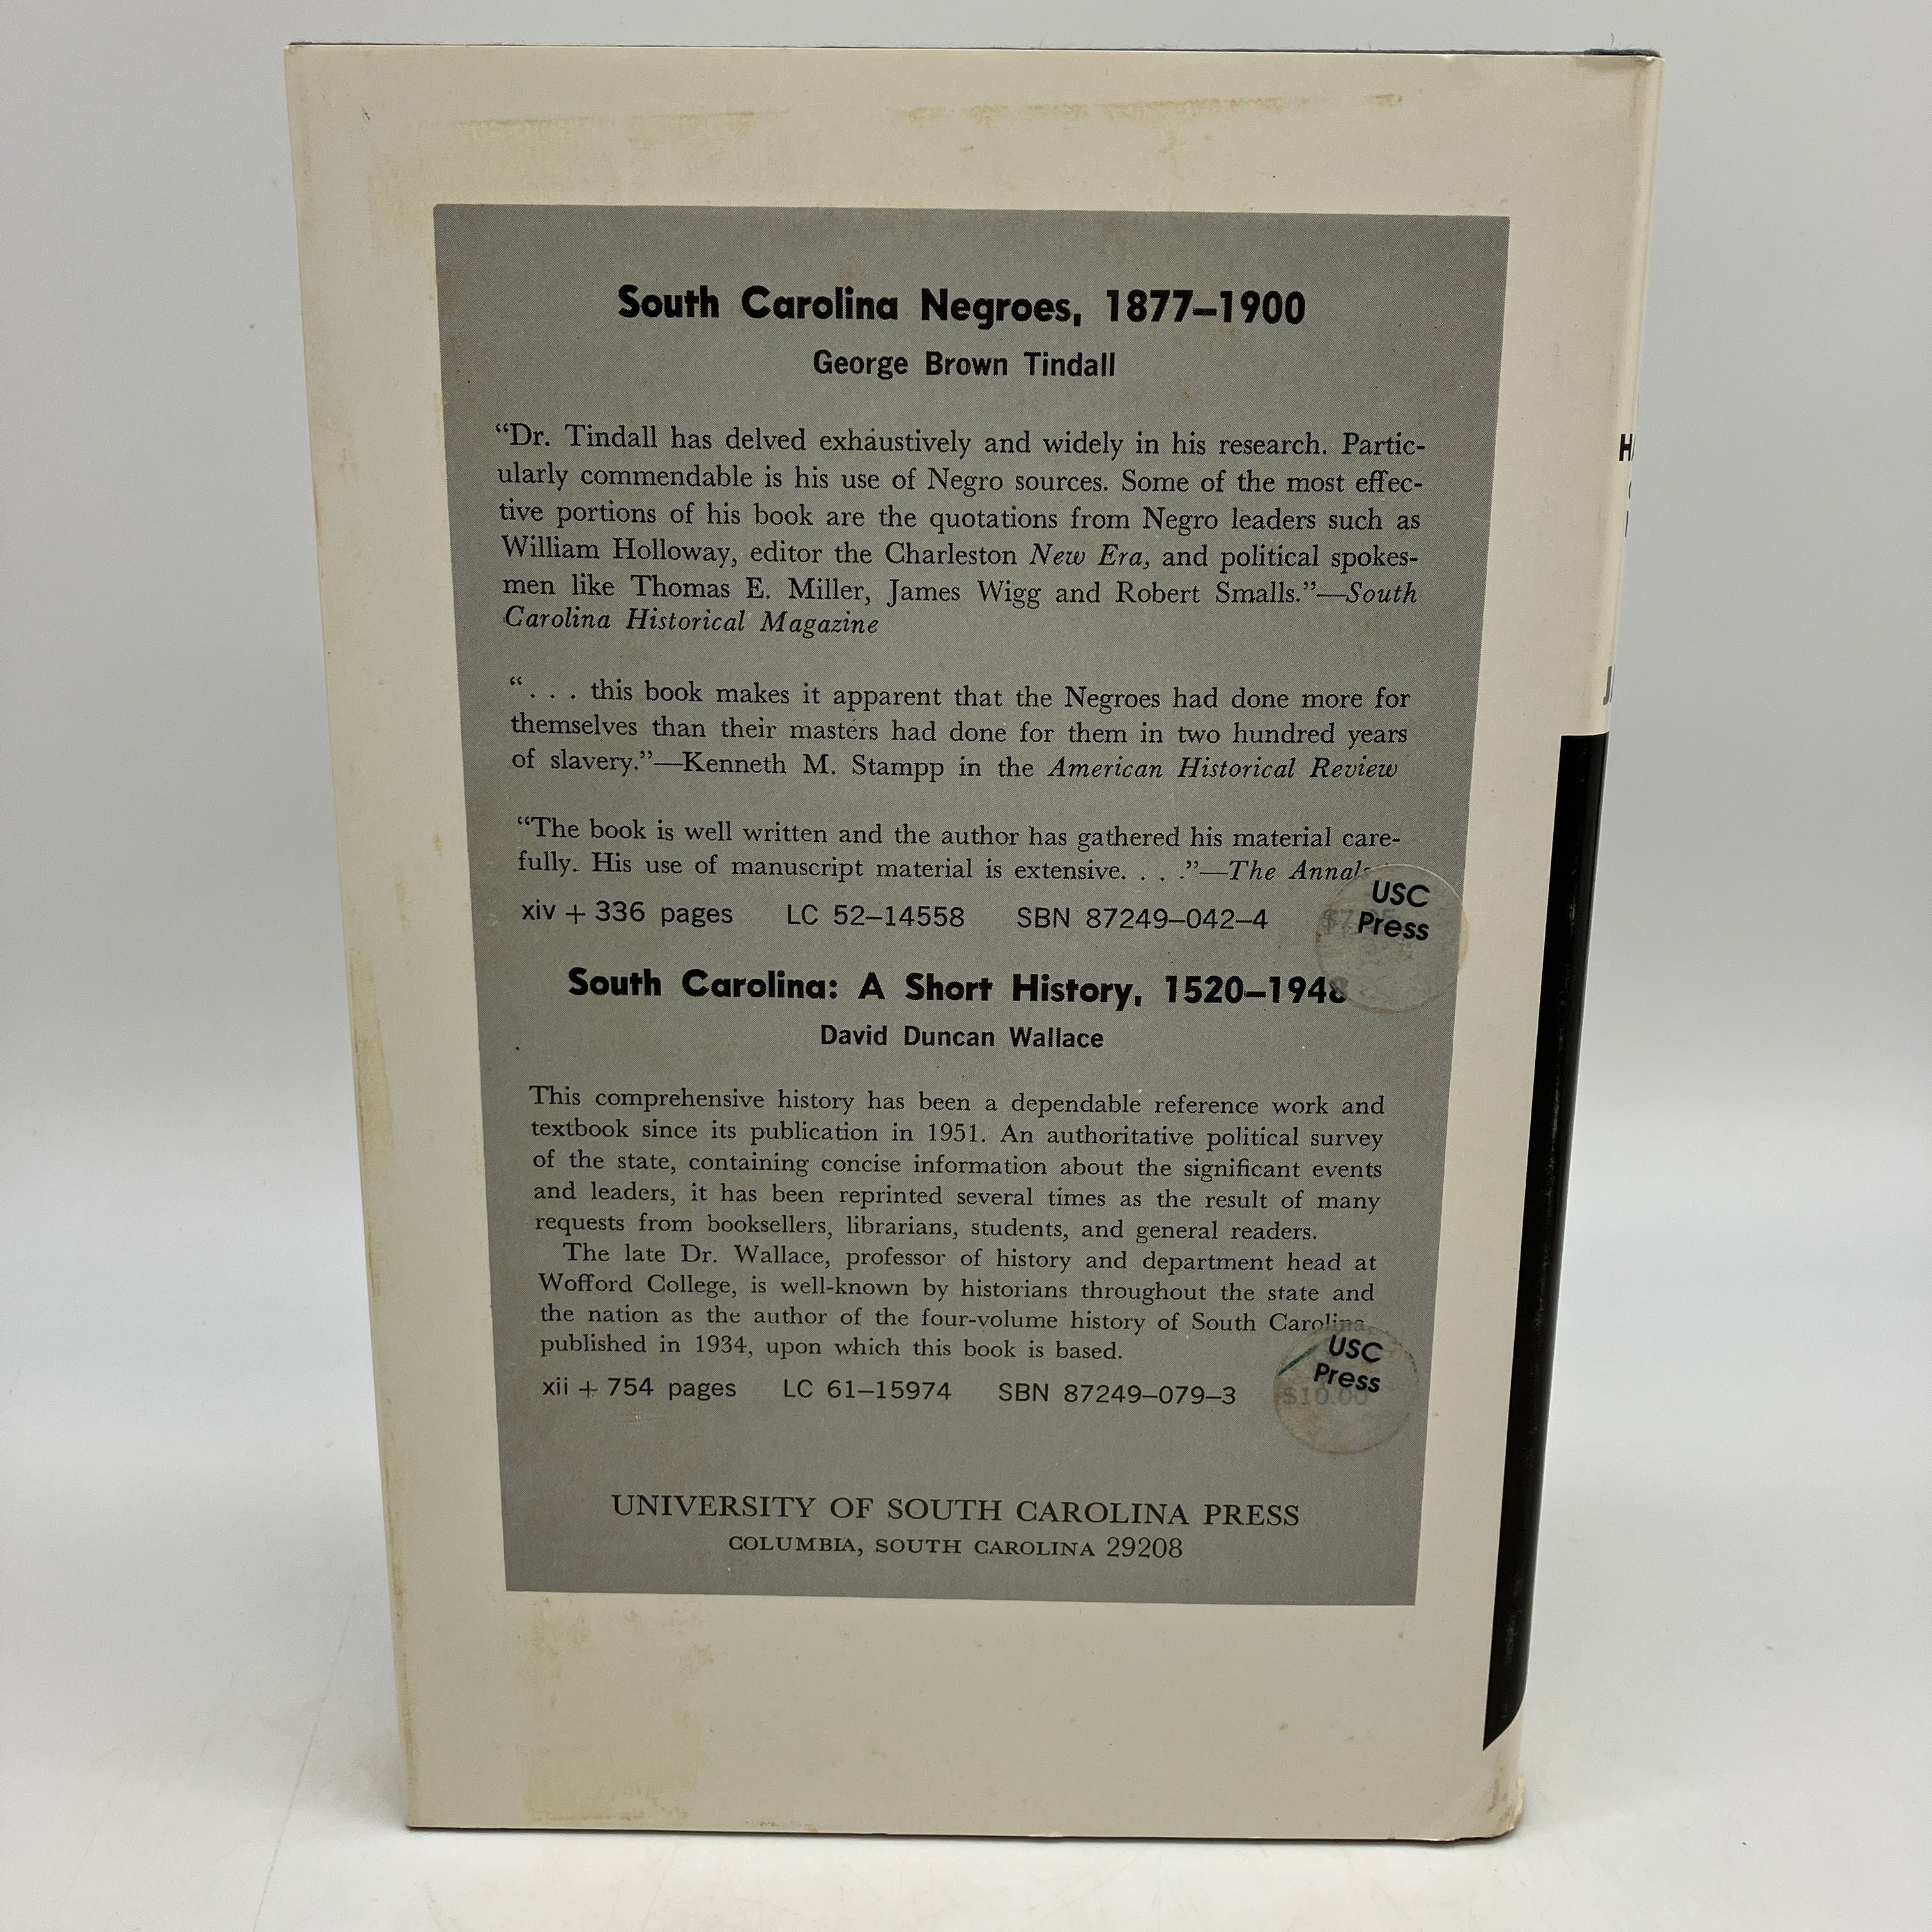 South Carolina Negroes, 1877–1900
George Brown Tindall
“Dr. Tindall has delved exhaustively and widely in his research. Partic-
ularly commendable is his use of Negro sources. Some of the most effec-
tive portions of his book are the quotations from Negro leaders such as
William Holloway, editor the Charleston New Era, and political spokes-
men like Thomas E. Miller, James Wigg and Robert Smalls.”—South
Carolina Historical Magazine
“. . . this book makes it apparent that the Negroes had done more for
themselves than their masters had done for them in two hundred years
of slavery.”—Kenneth M. Stampp in the American Historical Review
“The book is well written and the author has gathered his material care-
fully. His use of manuscript material is extensive. . . .”—The Annals
xiv + 336 pages LC 52–14558 SBN 87249–042–4
USC
Press
South Carolina: A Short History, 1520–1948
David Duncan Wallace
This comprehensive history has been a dependable reference work and
textbook since its publication in 1951. An authoritative political survey
of the state, containing concise information about the significant events
and leaders, it has been reprinted several times as the result of many
requests from booksellers, librarians, students, and general readers.
The late Dr. Wallace, professor of history and department head at
Wofford College, is well-known by historians throughout the state and
the nation as the author of the four-volume history of South Carolina,
published in 1934, upon which this book is based.
xii + 754 pages LC 61–15974 SBN 87249–079–3 $10.00
USC
Press
UNIVERSITY OF SOUTH CAROLINA PRESS
COLUMBIA, SOUTH CAROLINA 29208